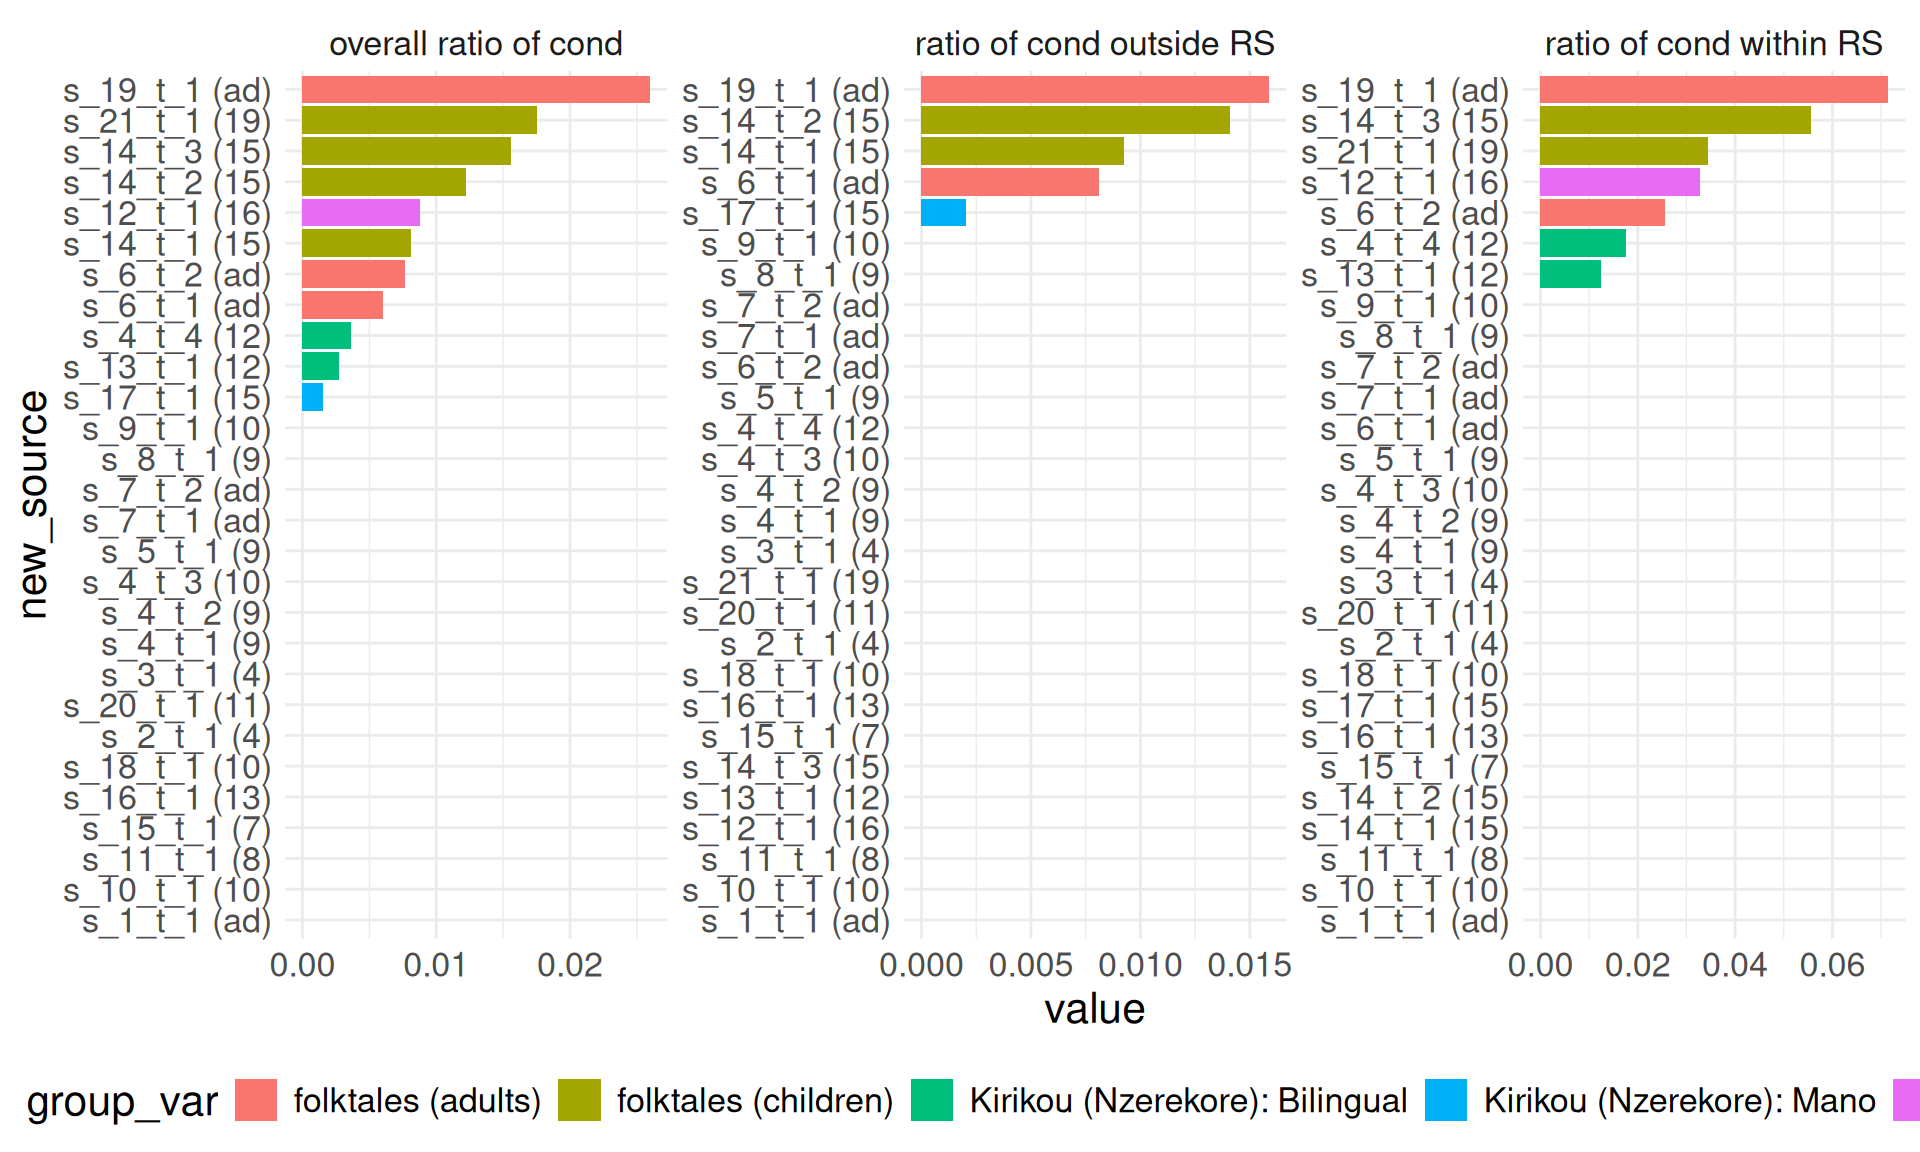 overall ratio of cond
s_19_t_1 (ad)
s_21_t_1 (19)
s_14_t_3 (15)
s_14_t_2 (15)
s_12_t_1 (16)
s_14_t_1 (15)
s_6_t_2 (ad)
s_6_t_1 (ad)
s_4_t_4 (12)
s_13_t_1 (12)
s_17_t_1 (15)
s_9_t_1 (10)
s_8_t_1 (9)
s_7_t_2 (ad)
s_7_t_1 (ad)
s_5_t_1 (9)
s_4_t_3 (10)
s_4_t_2 (9)
s_4_t_1 (9)
s_3_t_1 (4)
s_20_t_1 (11)
s_2_t_1 (4)
s_18_t_1 (10)
s_16_t_1 (13)
s_15_t_1 (7)
s_11_t_1 (8)
s_10_t_1 (10)
s_1_t_1 (ad)
0.00 0.01 0.02
ratio of cond outside RS
s_19_t_1 (ad)
s_14_t_2 (15)
s_14_t_1 (15)
s_6_t_1 (ad)
s_17_t_1 (15)
s_9_t_1 (10)
s_8_t_1 (9)
s_7_t_2 (ad)
s_7_t_1 (ad)
s_6_t_2 (ad)
s_5_t_1 (9)
s_4_t_4 (12)
s_4_t_3 (10)
s_4_t_2 (9)
s_4_t_1 (9)
s_3_t_1 (4)
s_21_t_1 (19)
s_20_t_1 (11)
s_2_t_1 (4)
s_18_t_1 (10)
s_16_t_1 (13)
s_15_t_1 (7)
s_14_t_3 (15)
s_13_t_1 (12)
s_12_t_1 (16)
s_11_t_1 (8)
s_10_t_1 (10)
s_1_t_1 (ad)
0.000 0.005 0.010 0.015
ratio of cond within RS
s_19_t_1 (ad)
s_14_t_3 (15)
s_21_t_1 (19)
s_12_t_1 (16)
s_6_t_2 (ad)
s_4_t_4 (12)
s_13_t_1 (12)
s_9_t_1 (10)
s_8_t_1 (9)
s_7_t_2 (ad)
s_7_t_1 (ad)
s_6_t_1 (ad)
s_5_t_1 (9)
s_4_t_3 (10)
s_4_t_2 (9)
s_4_t_1 (9)
s_3_t_1 (4)
s_20_t_1 (11)
s_2_t_1 (4)
s_18_t_1 (10)
s_17_t_1 (15)
s_16_t_1 (13)
s_15_t_1 (7)
s_14_t_2 (15)
s_14_t_1 (15)
s_11_t_1 (8)
s_10_t_1 (10)
s_1_t_1 (ad)
0.00 0.02 0.04 0.06
new_source
value
group_var folktales (adults) folktales (children) Kirikou (Nzerekore): Bilingual Kirikou (Nzerekore): Mano